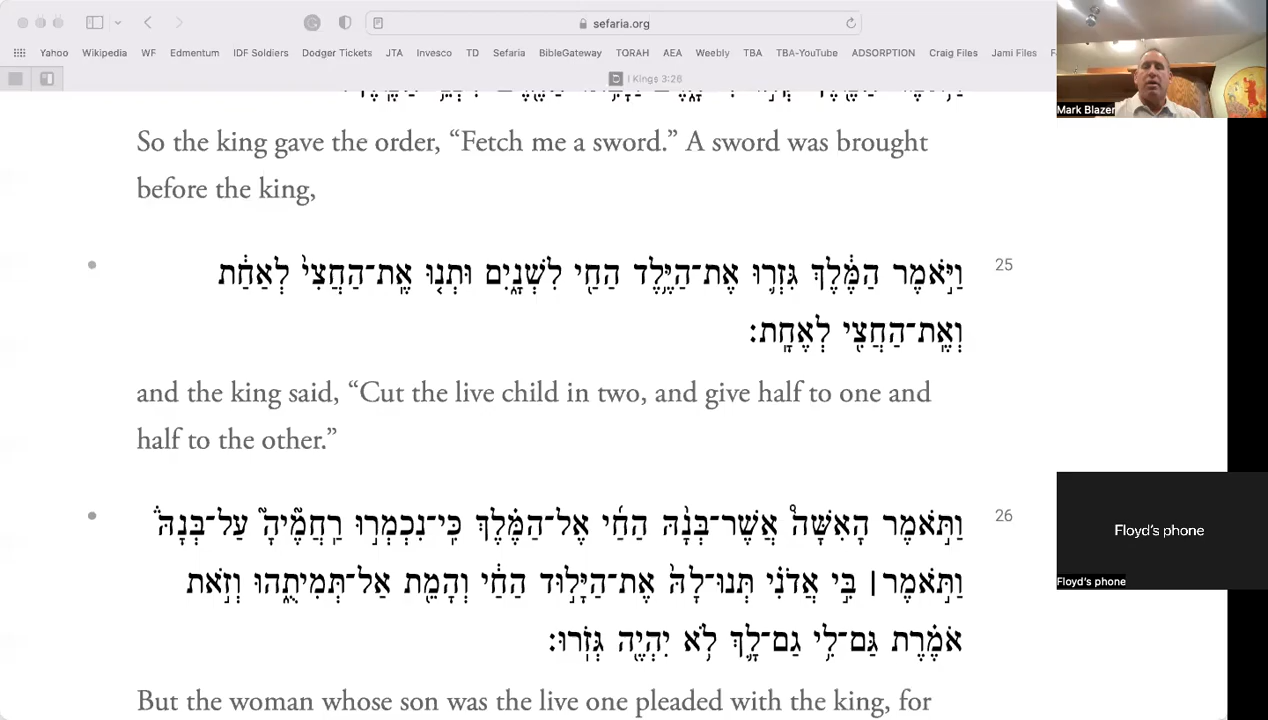 sefaria.org
Yahoo Wikipedia WF Edmentum IDF Soldiers Dodger Tickets JTA Invesco TD Sefaria BibleGateway TORAH AEA Weebly TBA TBA-YouTube ADSORPTION Craig Files Jami Files
I Kings 3:26
Mark Blazer
So the king gave the order, “Fetch me a sword.” A sword was brought
before the king,
25
וַיֹּ֣אמֶר הַמֶּ֔לֶךְ גִּזְר֛וּ אֶת־הַיֶּ֥לֶד הַחַ֖י לִשְׁנָ֑יִם וּתְנ֤וּ אֶֽת־הַחֲצִי֙ לְאַחַ֔ת
וְאֶֽת־הַחֲצִ֖י לְאֶחָֽת׃
and the king said, “Cut the live child in two, and give half to one and
half to the other.”
26
וַתֹּ֣אמֶר הָאִשָּׁה֩ אֲשֶׁר־בְּנָ֨הּ הַחַ֜י אֶל־הַמֶּ֗לֶךְ כִּֽי־נִכְמְר֣וּ רַחֲמֶ֘יהָ֮ עַל־בְּנָהּ֒
וַתֹּ֣אמֶר׀ בִּ֣י אֲדֹנִ֗י תְּנוּ־לָהּ֙ אֶת־הַיָּל֣וּד הַחַ֔י וְהָמֵ֖ת אַל־תְּמִיתֻ֑הוּ וְזֹ֣את
אֹמֶ֗רֶת גַּם־לִ֥י גַם־לָ֛ךְ לֹ֥א יִהְיֶ֖ה גְּזֹֽרוּ׃
But the woman whose son was the live one pleaded with the king, for
Floyd’s phone
Floyd’s phone